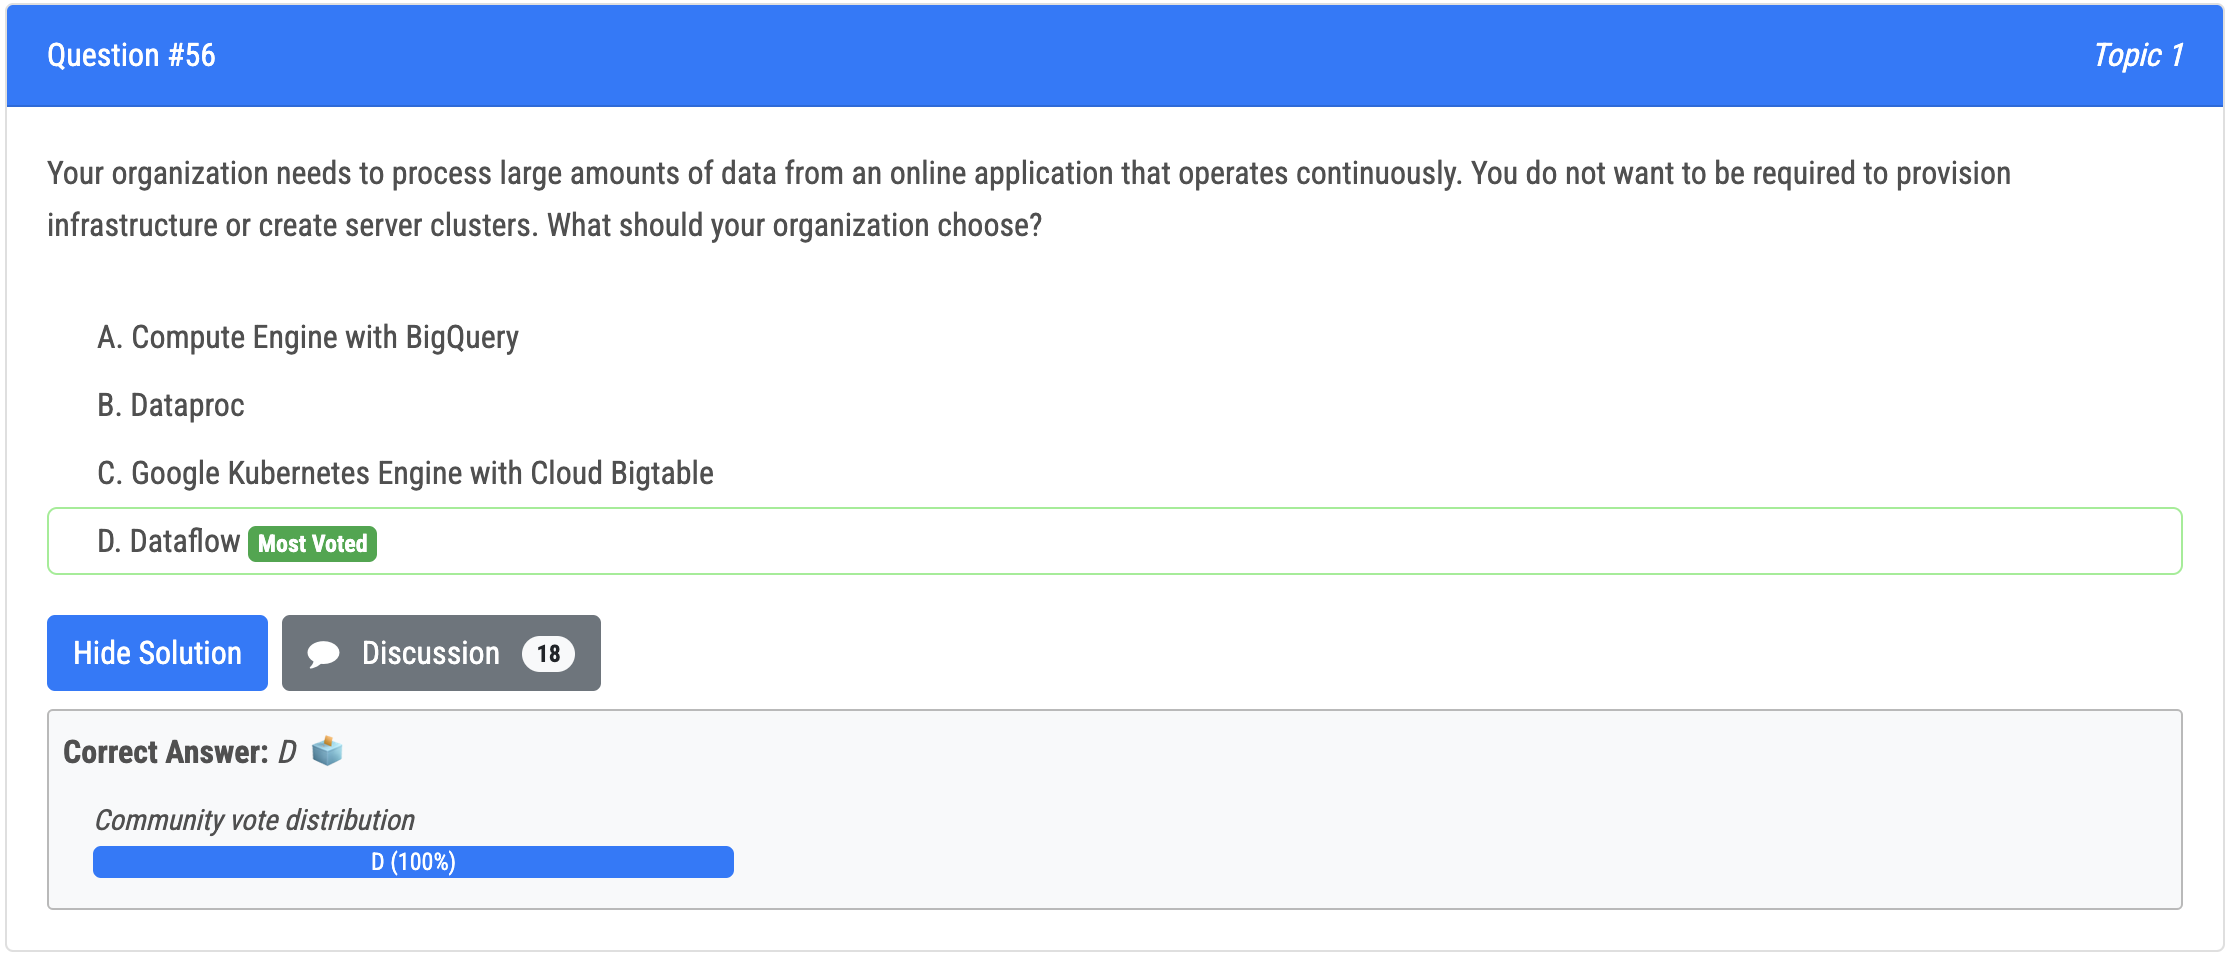 Question #56
Topic 1
Your organization needs to process large amounts of data from an online application that operates continuously. You do not want to be required to provision
infrastructure or create server clusters. What should your organization choose?
A. Compute Engine with BigQuery
B. Dataproc
C. Google Kubernetes Engine with Cloud Bigtable
D. Dataflow Most Voted
Hide Solution
Discussion 18
Correct Answer: D
Community vote distribution
D (100%)